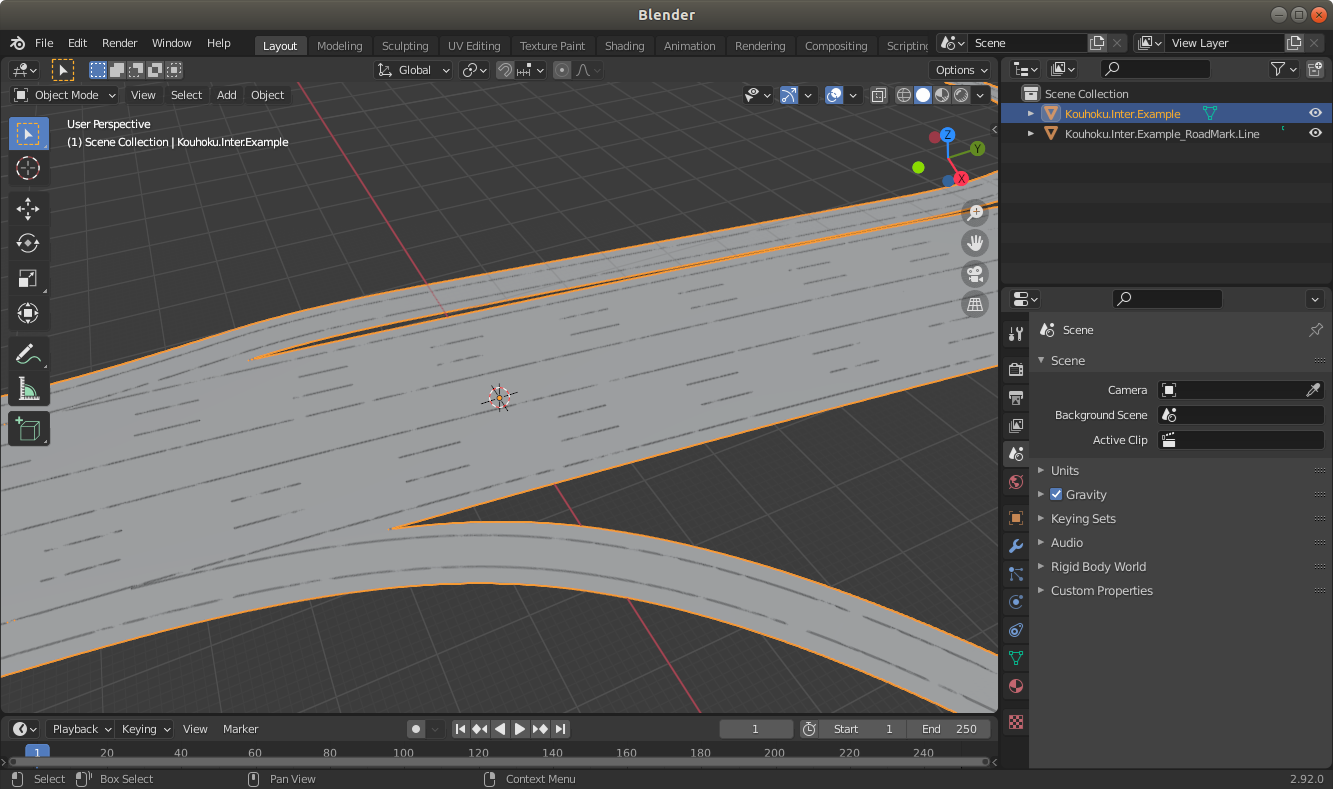 Blender
File Edit Render Window Help Layout Modeling Sculpting UV Editing Texture Paint Shading Animation Rendering Compositing Scripting Scene View Layer
Global Options
Object Mode View Select Add Object
User Perspective
(1) Scene Collection | Kouhoku.Inter.Example
Z
Y
X
Scene Collection
Kouhoku.Inter.Example
Kouhoku.Inter.Example_RoadMark.Line
Scene
Scene
Camera
Background Scene
Active Clip
Units
Gravity
Keying Sets
Audio
Rigid Body World
Custom Properties
Playback Keying View Marker 1 Start 1 End 250
1 20 40 60 80 100 120 140 160 180 200 220 240
Select Box Select Pan View Context Menu 2.92.0